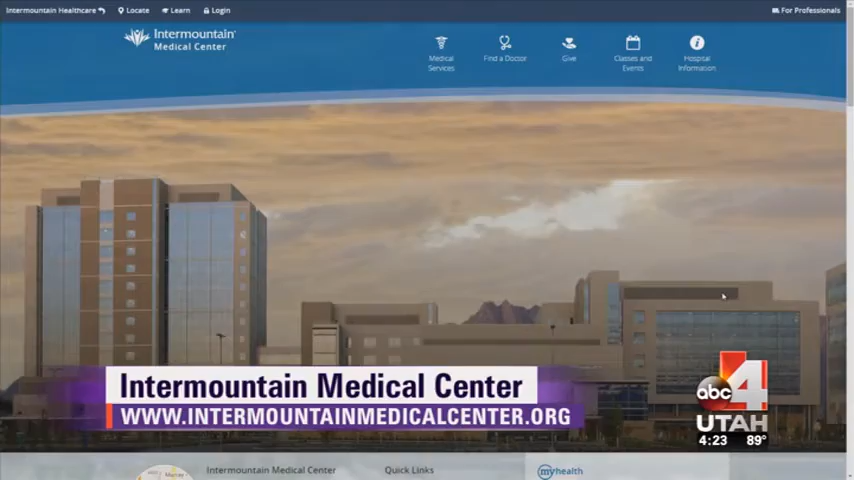 Intermountain Healthcare
Locate
Learn
Login
For Professionals
Intermountain®
Medical Center
Medical
Services
Find a Doctor
Give
Classes and
Events
Hospital
Information
Intermountain Medical Center
WWW.INTERMOUNTAINMEDICALCENTER.ORG
abc 4
UTAH
4:23 89°
Intermountain Medical Center
Quick Links
myhealth
Murray